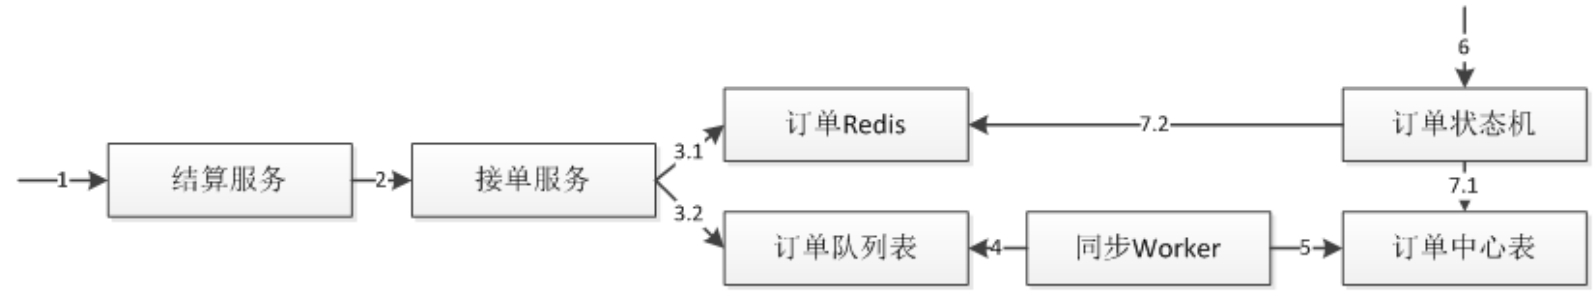 6
订单Redis
7.2
订单状态机
3.1
7.1
1
结算服务
2
接单服务
3.2
订单队列表
4
同步Worker
5
订单中心表